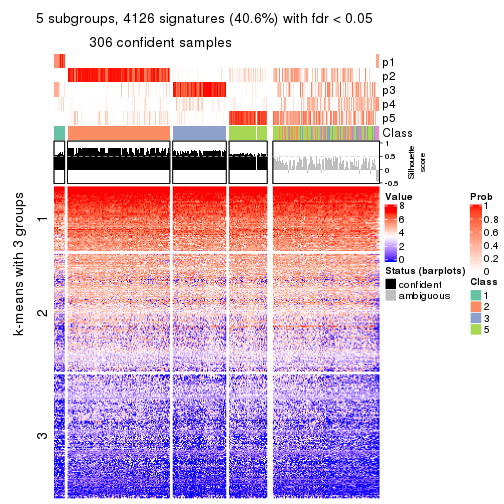 5 subgroups, 4126 signatures (40.6%) with fdr < 0.05
306 confident samples
p1
p2
p3
p4
p5
Class
1
0.5
0
-0.5
Silhouette
score
k-means with 3 groups
1
2
3
Value
8
6
4
2
0
Status (barplots)
confident
ambiguous
Prob
1
0.8
0.6
0.4
0.2
0
Class
1
2
3
5